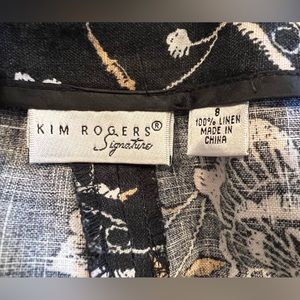 KIM ROGERS®
Signature
8
100% LINEN
MADE IN
CHINA